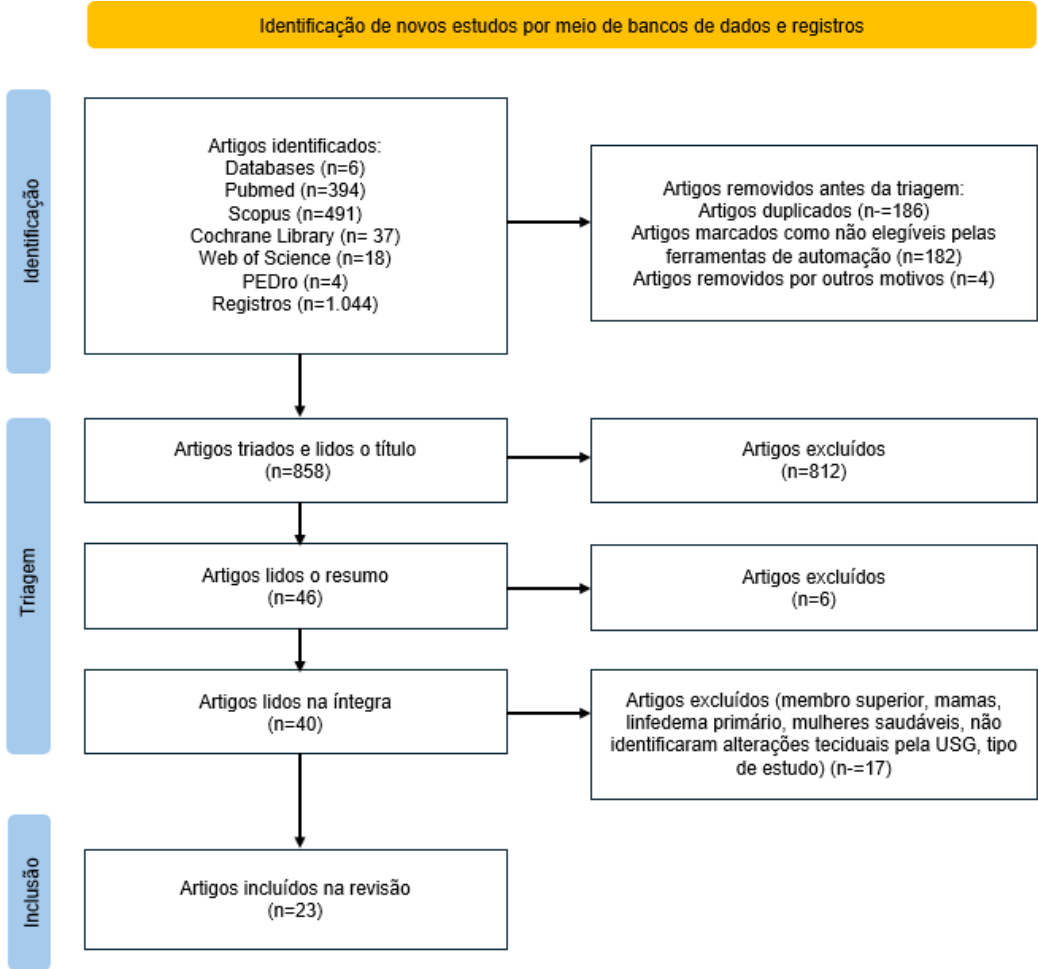 Identificação de novos estudos por meio de bancos de dados e registros
Identificação
Artigos identificados:
Databases (n=6)
Pubmed (n=394)
Scopus (n=491)
Cochrane Library (n= 37)
Web of Science (n=18)
PEDro (n=4)
Registros (n=1.044)
Artigos removidos antes da triagem:
Artigos duplicados (n-=186)
Artigos marcados como não elegíveis pelas
ferramentas de automação (n=182)
Artigos removidos por outros motivos (n=4)
Triagem
Artigos triados e lidos o título
(n=858)
Artigos excluídos
(n=812)
Artigos lidos o resumo
(n=46)
Artigos excluídos
(n=6)
Artigos lidos na íntegra
(n=40)
Artigos excluídos (membro superior, mamas,
linfedema primário, mulheres saudáveis, não
identificaram alterações teciduais pela USG, tipo
de estudo) (n-=17)
Inclusão
Artigos incluídos na revisão
(n=23)